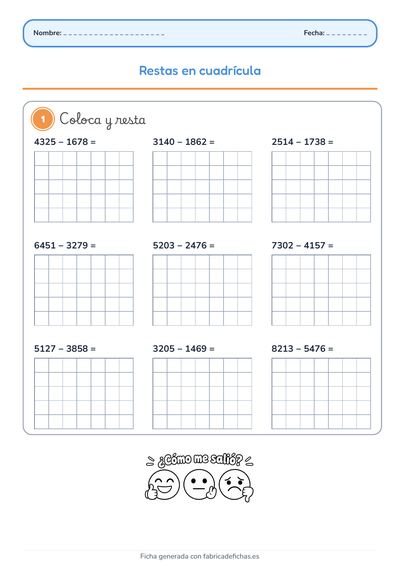 Nombre: Fecha:
Restas en cuadrícula
1 Coloca y resta
4325 – 1678 = 3140 – 1862 = 2514 – 1738 =
6451 – 3279 = 5203 – 2476 = 7302 – 4157 =
5127 – 3858 = 3205 – 1469 = 8213 – 5476 =
¿Cómo me salió?
Ficha generada con fabricadefichas.es